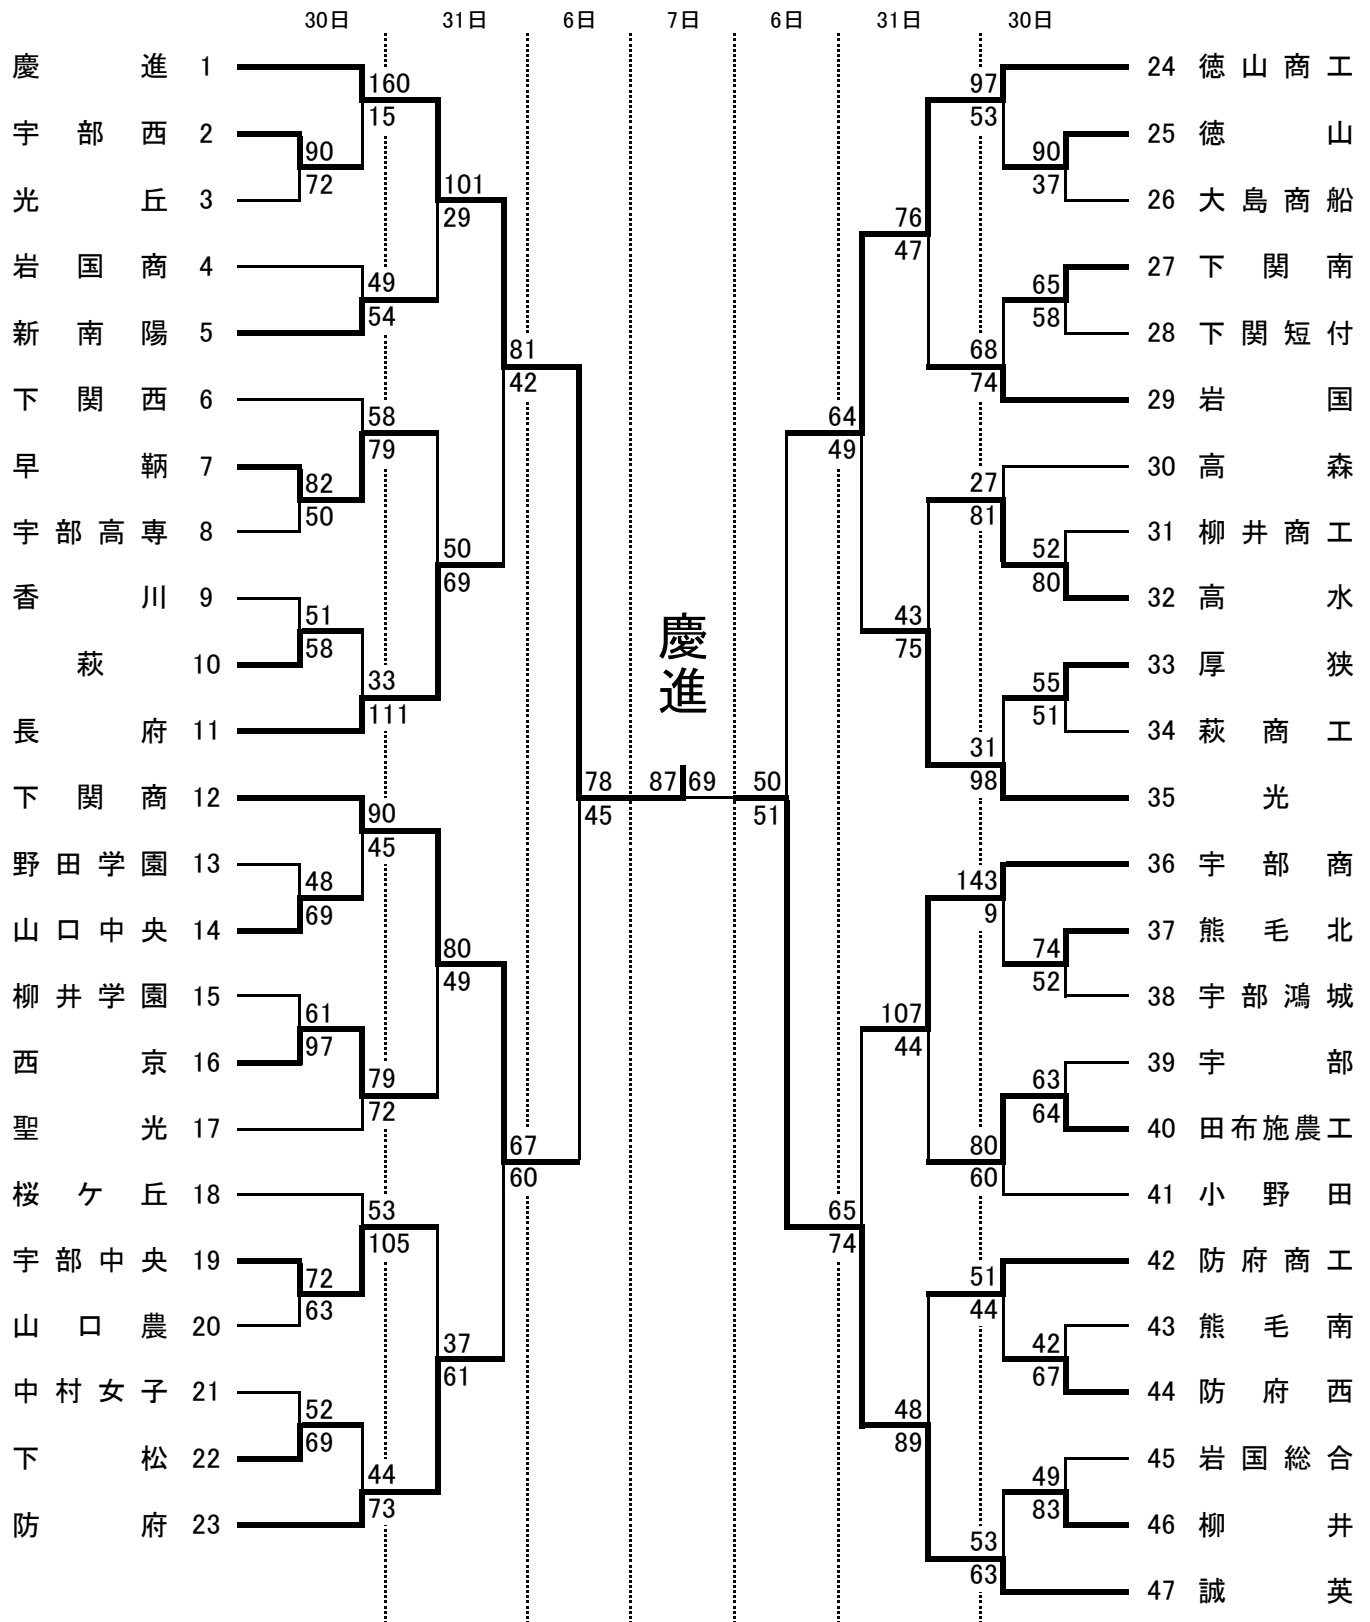 30日 31日 6日 7日 6日 31日 30日
慶進 1
宇部西 2
光丘 3
岩国商 4
新南陽 5
下関西 6
早鞆 7
宇部高専 8
香川 9
萩 10
長府 11
下関商 12
野田学園 13
山口中央 14
柳井学園 15
西京 16
聖光 17
桜ケ丘 18
宇部中央 19
山口農 20
中村女子 21
下松 22
防府 23
90
72
82
50
51
58
48
69
61
97
72
63
52
69
160
15
49
54
58
79
33
111
90
45
79
72
53
105
44
73
101
29
50
69
80
49
37
61
81
42
67
60
78
45
慶進
87 69
50
51
64
49
65
74
76
47
43
75
107
44
48
89
97
53
68
74
27
81
31
98
143
9
80
60
51
44
53
63
90
37
65
58
52
80
55
51
74
52
63
64
42
67
49
83
24 徳山商工
25 徳山
26 大島商船
27 下関南
28 下関短付
29 岩国
30 高森
31 柳井商工
32 高水
33 厚狭
34 萩商工
35 光
36 宇部商
37 熊毛北
38 宇部鴻城
39 宇部
40 田布施農工
41 小野田
42 防府商工
43 熊毛南
44 防府西
45 岩国総合
46 柳井
47 誠英